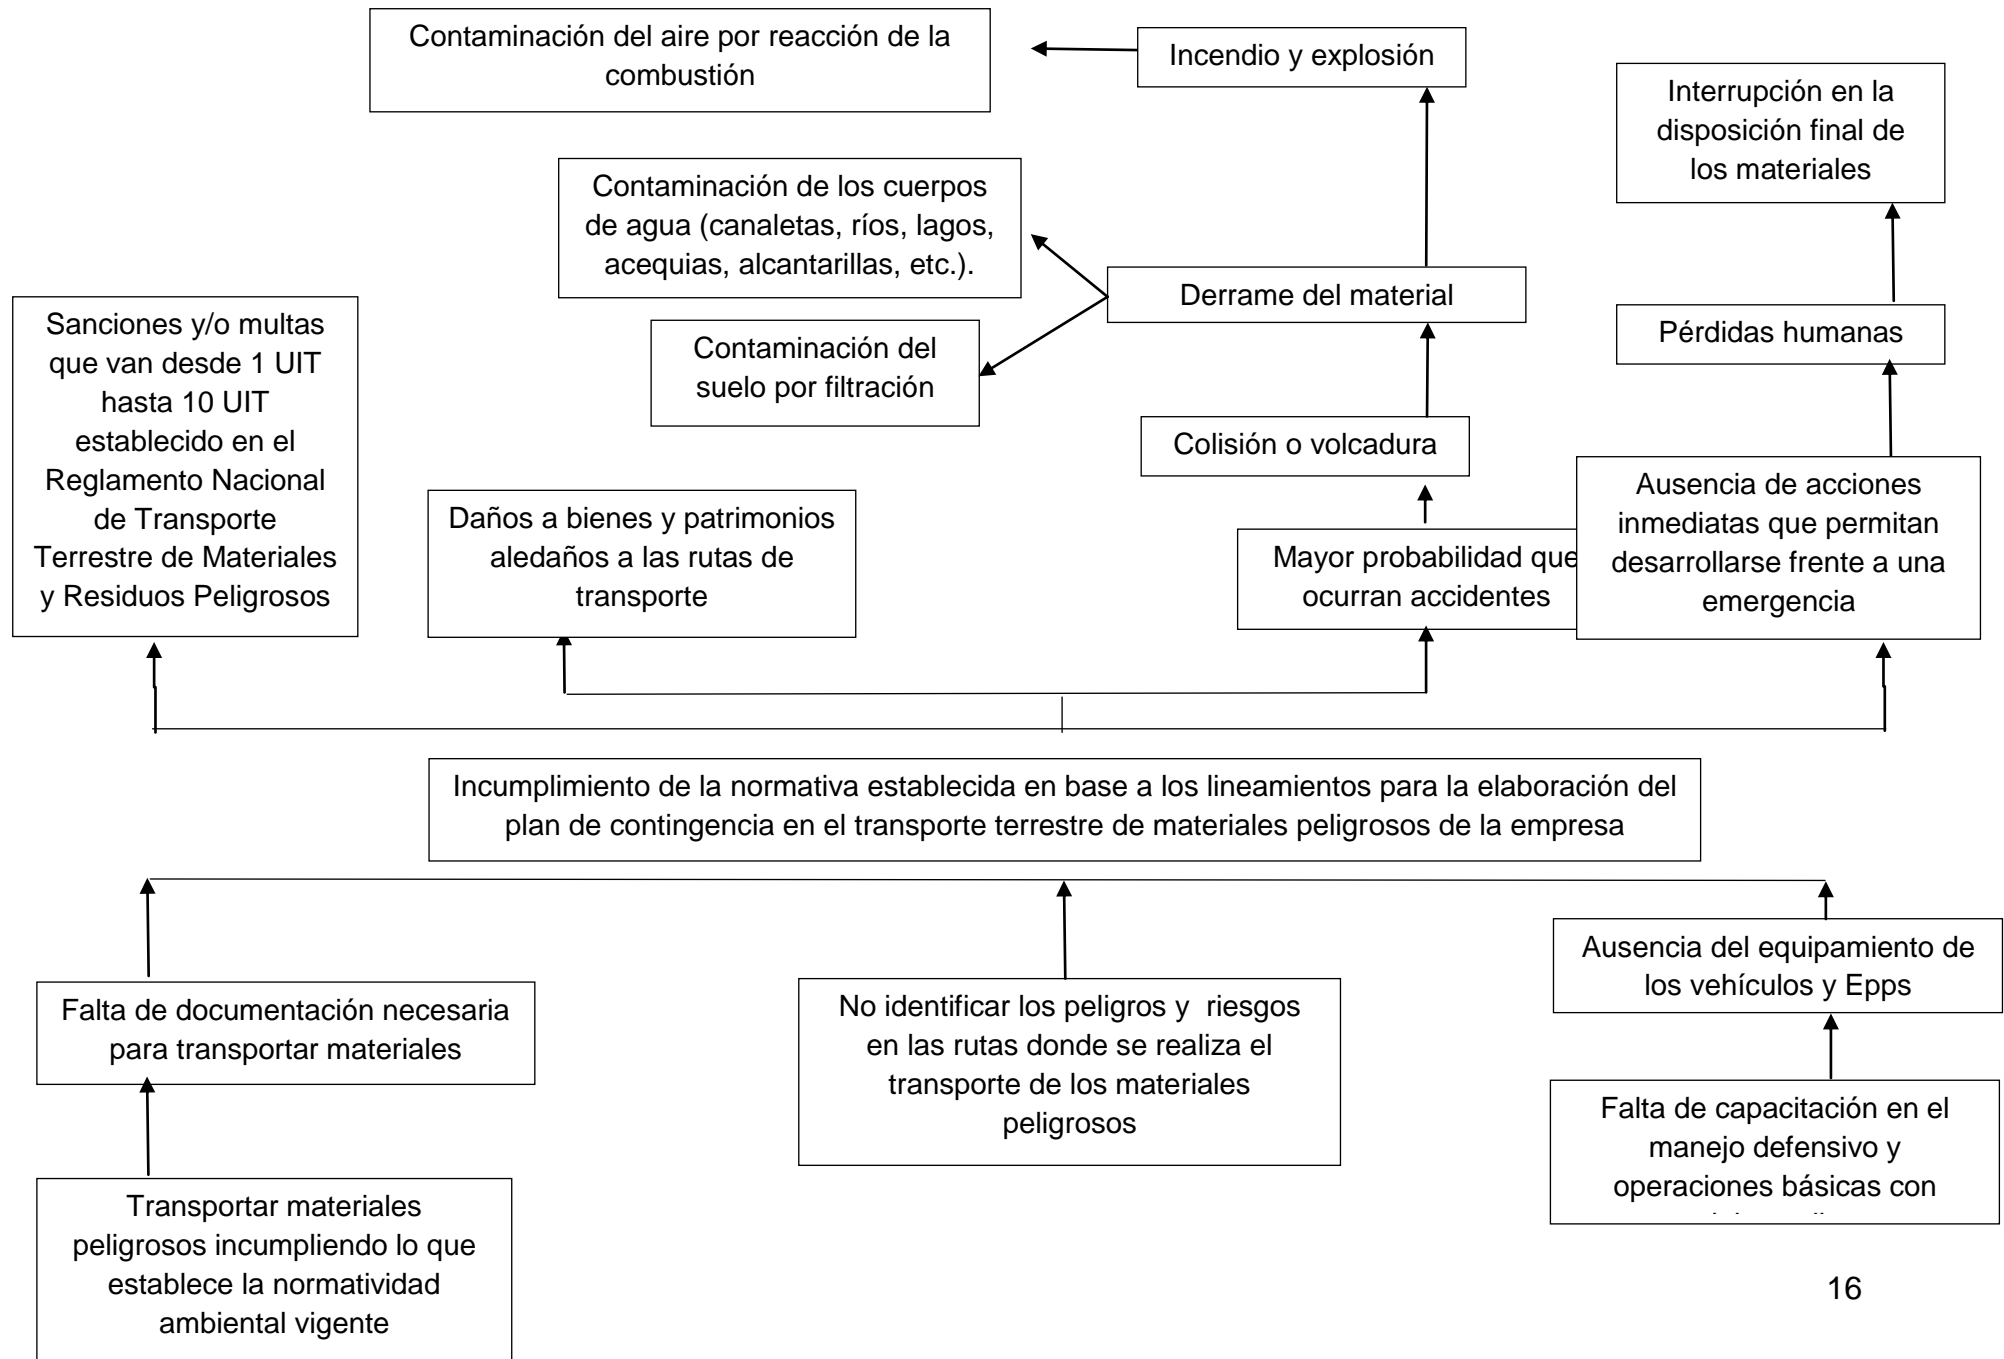 Contaminación del aire por reacción de la
combustión
Incendio y explosión
Interrupción en la
disposición final de
los materiales
Contaminación de los cuerpos
de agua (canaletas, ríos, lagos,
acequias, alcantarillas, etc.).
Derrame del material
Sanciones y/o multas
que van desde 1 UIT
hasta 10 UIT
establecido en el
Reglamento Nacional
de Transporte
Terrestre de Materiales
y Residuos Peligrosos
Contaminación del
suelo por filtración
Pérdidas humanas
Colisión o volcadura
Daños a bienes y patrimonios
aledaños a las rutas de
transporte
Mayor probabilidad que
ocurran accidentes
Ausencia de acciones
inmediatas que permitan
desarrollarse frente a una
emergencia
Incumplimiento de la normativa establecida en base a los lineamientos para la elaboración del
plan de contingencia en el transporte terrestre de materiales peligrosos de la empresa
Falta de documentación necesaria
para transportar materiales
No identificar los peligros y  riesgos
en las rutas donde se realiza el
transporte de los materiales
peligrosos
Ausencia del equipamiento de
los vehículos y Epps
Transportar materiales
peligrosos incumpliendo lo que
establece la normatividad
ambiental vigente
Falta de capacitación en el
manejo defensivo y
operaciones básicas con
16